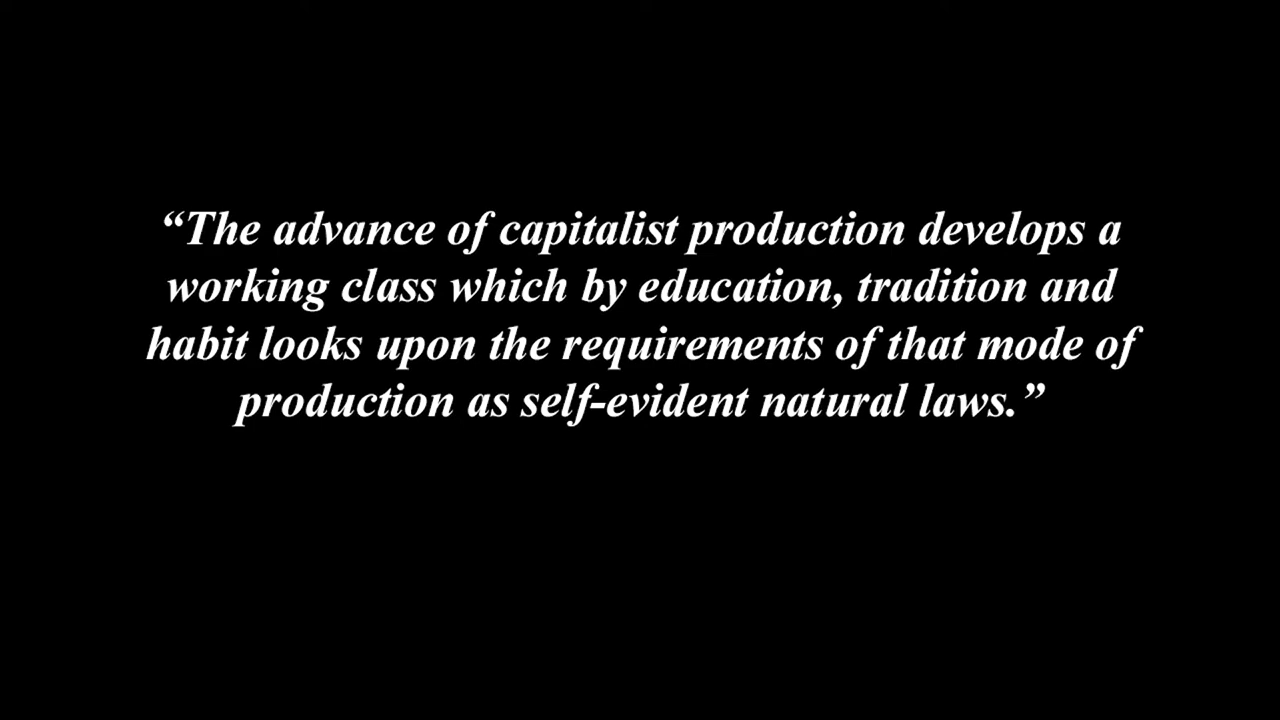 “The advance of capitalist production develops a
working class which by education, tradition and
habit looks upon the requirements of that mode of
production as self-evident natural laws.”